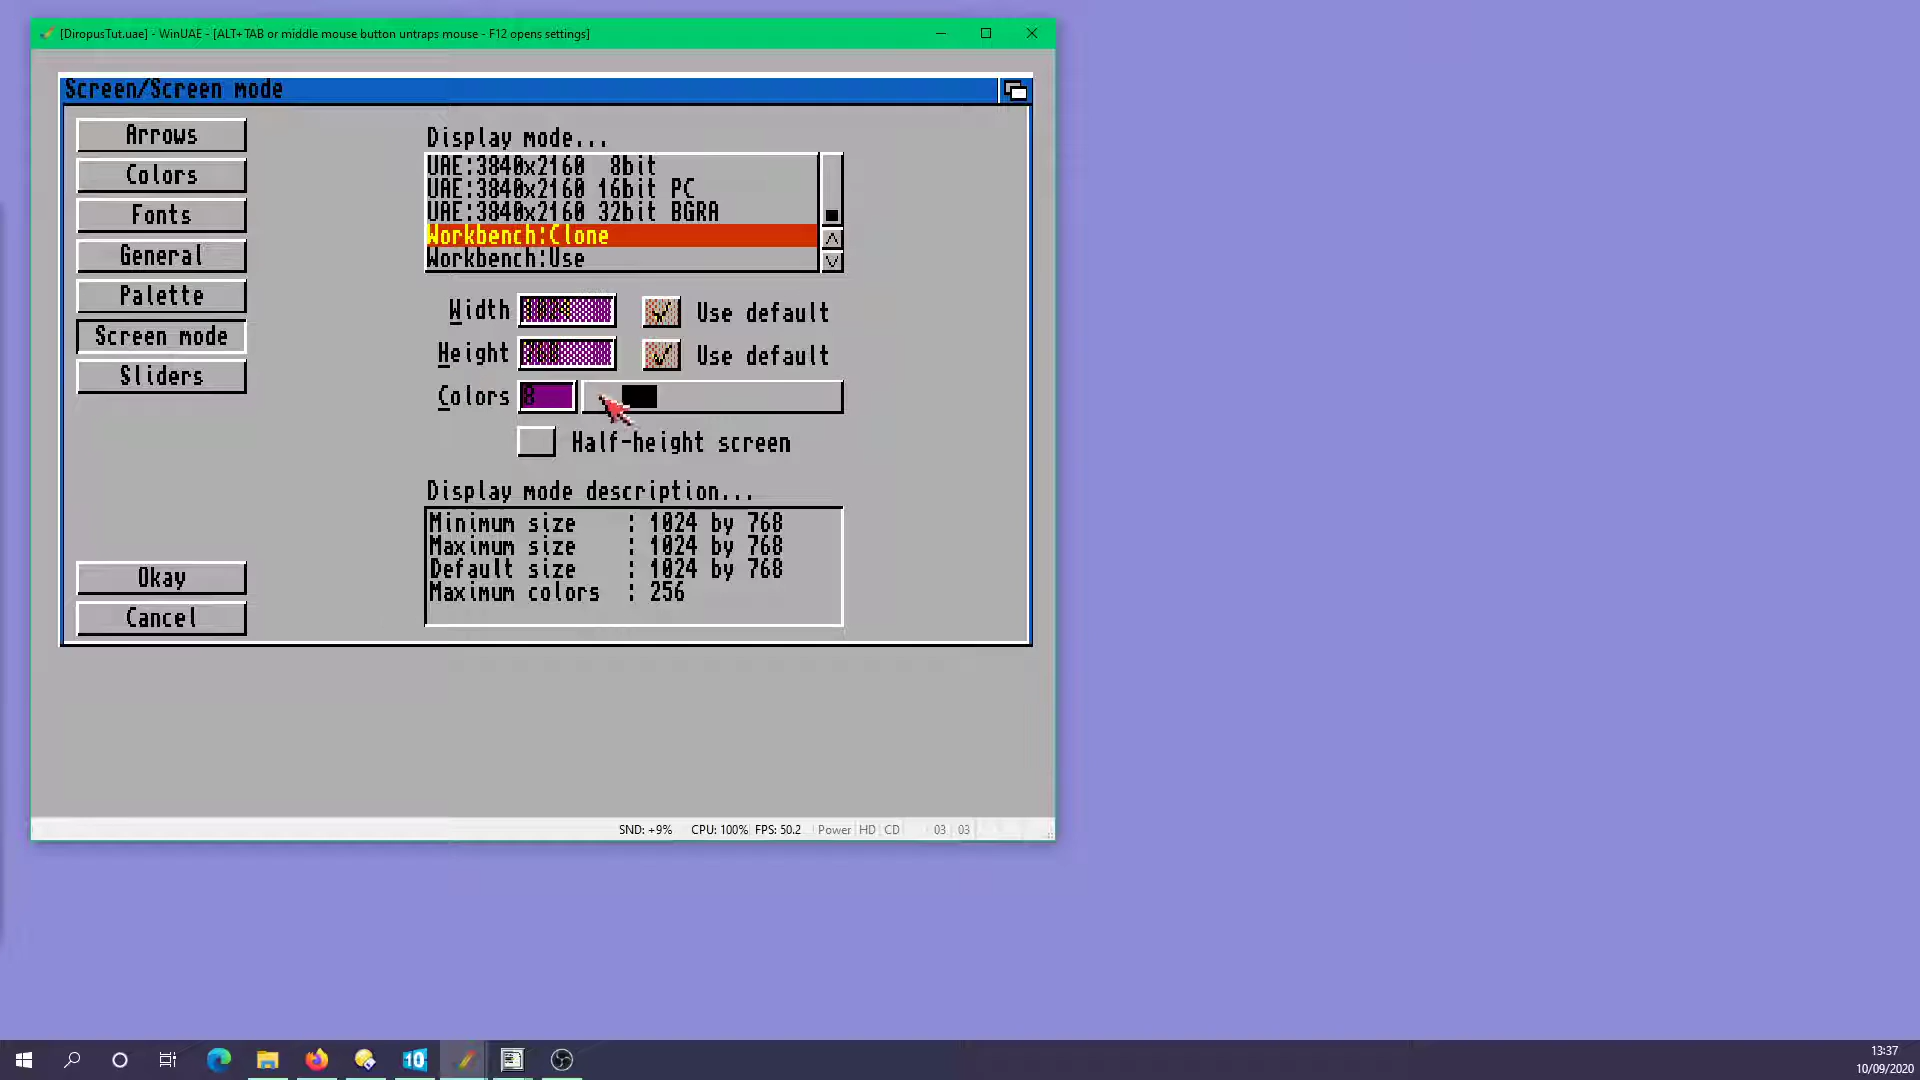 [DiropusTut.uae] - WinUAE - [ALT+TAB or middle mouse button untraps mouse - F12 opens settings]
Screen/Screen mode
Arrows
Colors
Fonts
General
Palette
Screen mode
Sliders
Okay
Cancel
Display mode...
UAE:3840x2160 8bit
UAE:3840x2160 16bit PC
UAE:3840x2160 32bit BGRA
Workbench:Clone
Workbench:Use
Width 1024 Use default
Height 768 Use default
Colors 8
Half-height screen
Display mode description...
Minimum size : 1024 by 768
Maximum size : 1024 by 768
Default size : 1024 by 768
Maximum colors : 256
SND: +9% CPU: 100% FPS: 50.2 Power HD CD 03 03
10
13:37
10/09/2020